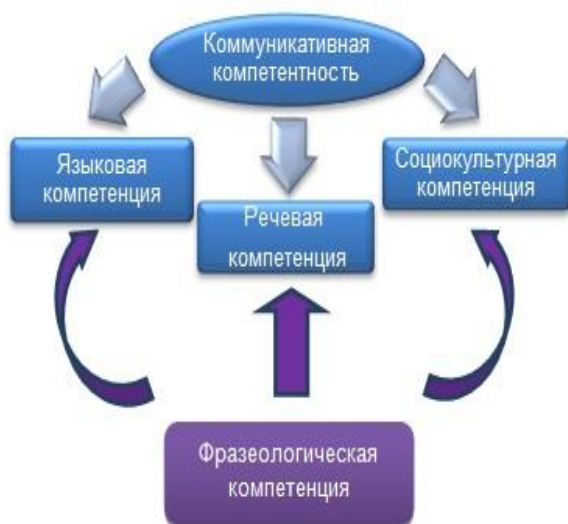 Коммуникативная
компетентность
Языковая
компетенция
Речевая
компетенция
Социокультурная
компетенция
Фразеологическая
компетенция